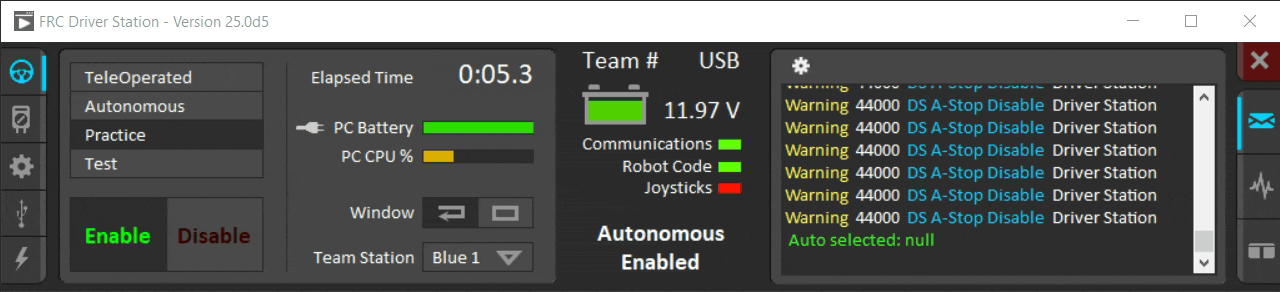 FRC Driver Station - Version 25.0d5
TeleOperated
Autonomous
Practice
Test
Enable Disable
Elapsed Time 0:05.3
PC Battery
PC CPU %
Window
Team Station Blue 1
Team # USB
11.97 V
Communications
Robot Code
Joysticks
Autonomous
Enabled
Warning 44000 DS A-Stop Disable Driver Station
Warning 44000 DS A-Stop Disable Driver Station
Warning 44000 DS A-Stop Disable Driver Station
Warning 44000 DS A-Stop Disable Driver Station
Warning 44000 DS A-Stop Disable Driver Station
Warning 44000 DS A-Stop Disable Driver Station
Warning 44000 DS A-Stop Disable Driver Station
Auto selected: null